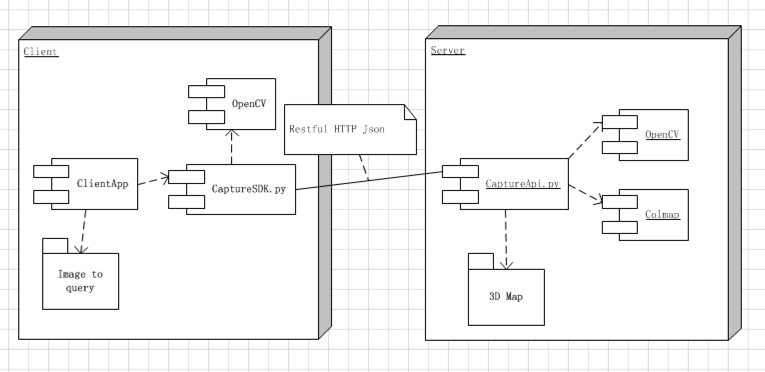 Client
OpenCV
Restful HTTP Json
ClientApp
CaptureSDK.py
Image to
query
Server
OpenCV
CaptureApi.py
Colmap
3D Map